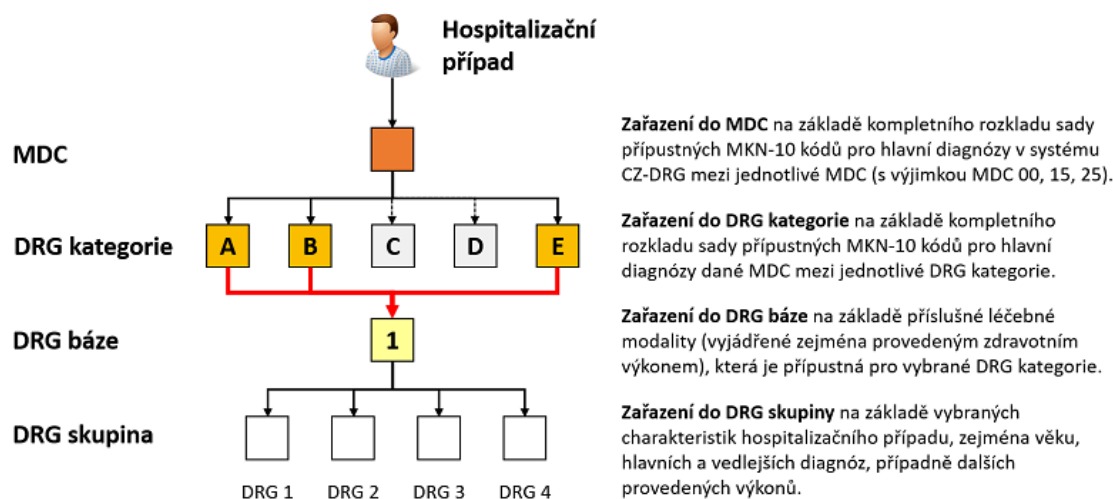 Hospitalizační
případ
MDC
Zařazení do MDC na základě kompletního rozkladu sady
přípustných MKN-10 kódů pro hlavní diagnózy v systému
CZ-DRG mezi jednotlivé MDC (s výjimkou MDC 00, 15, 25).
DRG kategorie
A
B
C
D
E
Zařazení do DRG kategorie na základě kompletního
rozkladu sady přípustných MKN-10 kódů pro hlavní
diagnózy dané MDC mezi jednotlivé DRG kategorie.
DRG báze
1
Zařazení do DRG báze na základě příslušné léčebné
modality (vyjádřené zejména provedeným zdravotním
výkonem), která je přípustná pro vybrané DRG kategorie.
DRG skupina
Zařazení do DRG skupiny na základě vybraných
charakteristik hospitalizačního případu, zejména věku,
hlavních a vedlejších diagnóz, případně dalších
provedených výkonů.
DRG 1
DRG 2
DRG 3
DRG 4